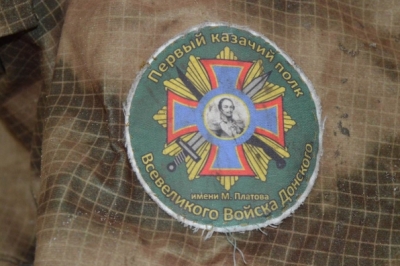 Первый казачий полк
имени М. Платова
Всевеликого Войска Донского